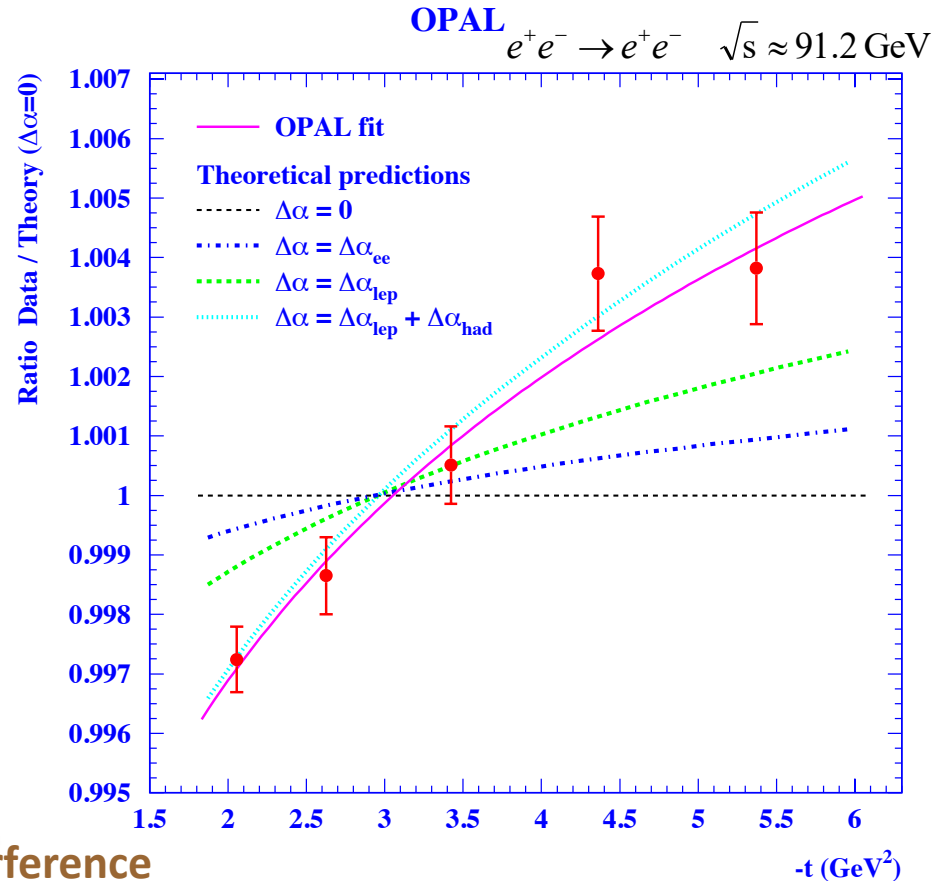 OPAL
e⁺e⁻ → e⁺e⁻ √s ≈ 91.2 GeV
Ratio Data / Theory (Δα=0)
1.007
1.006
1.005
1.004
1.003
1.002
1.001
1
0.999
0.998
0.997
0.996
0.995
OPAL fit
Theoretical predictions
Δα = 0
Δα = Δα_ee
Δα = Δα_lep
Δα = Δα_lep + Δα_had
1.5 2 2.5 3 3.5 4 4.5 5 5.5 6
-t (GeV²)
rference